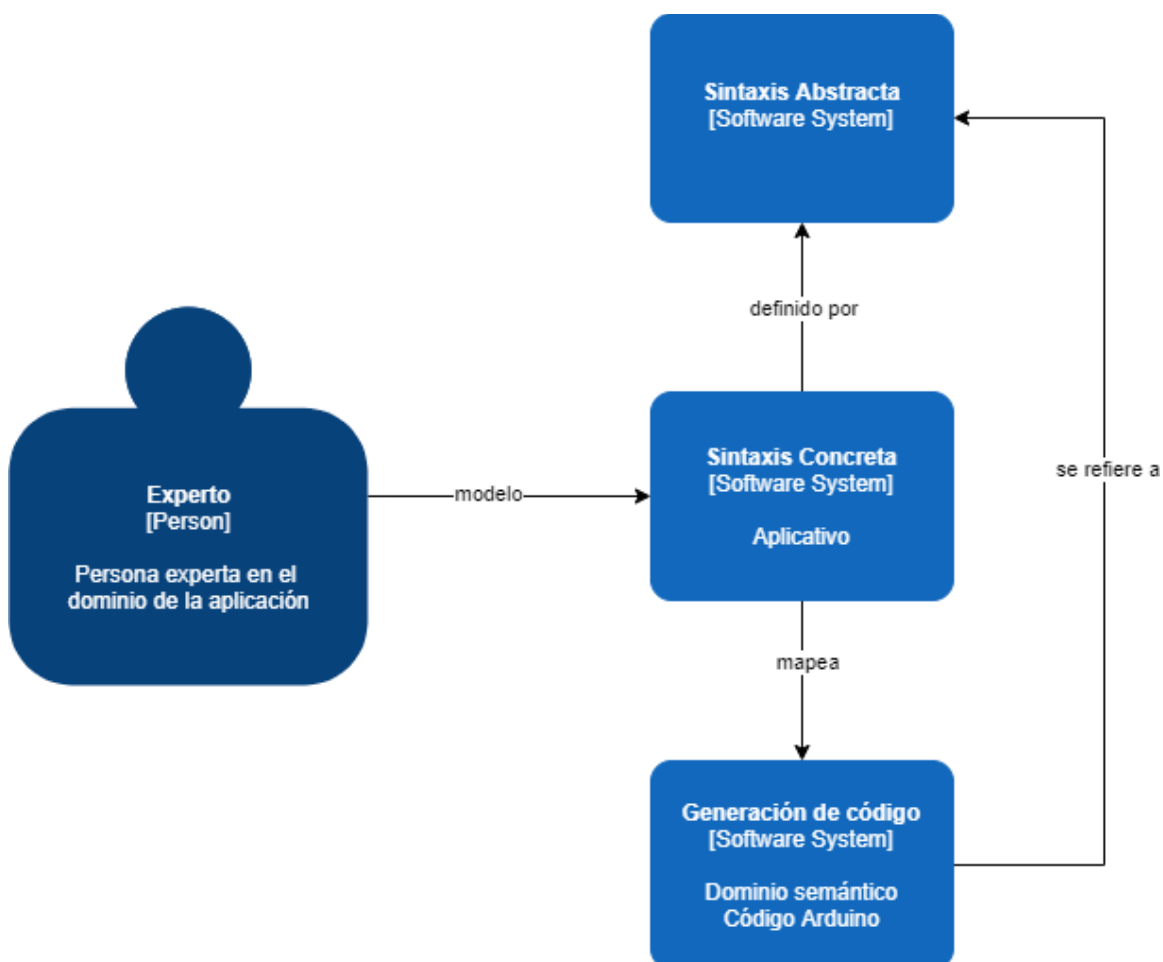 Sintaxis Abstracta
[Software System]
definido por
Experto
[Person]
Persona experta en el
dominio de la aplicación
modelo
Sintaxis Concreta
[Software System]
Aplicativo
se refiere a
mapea
Generación de código
[Software System]
Dominio semántico
Código Arduino